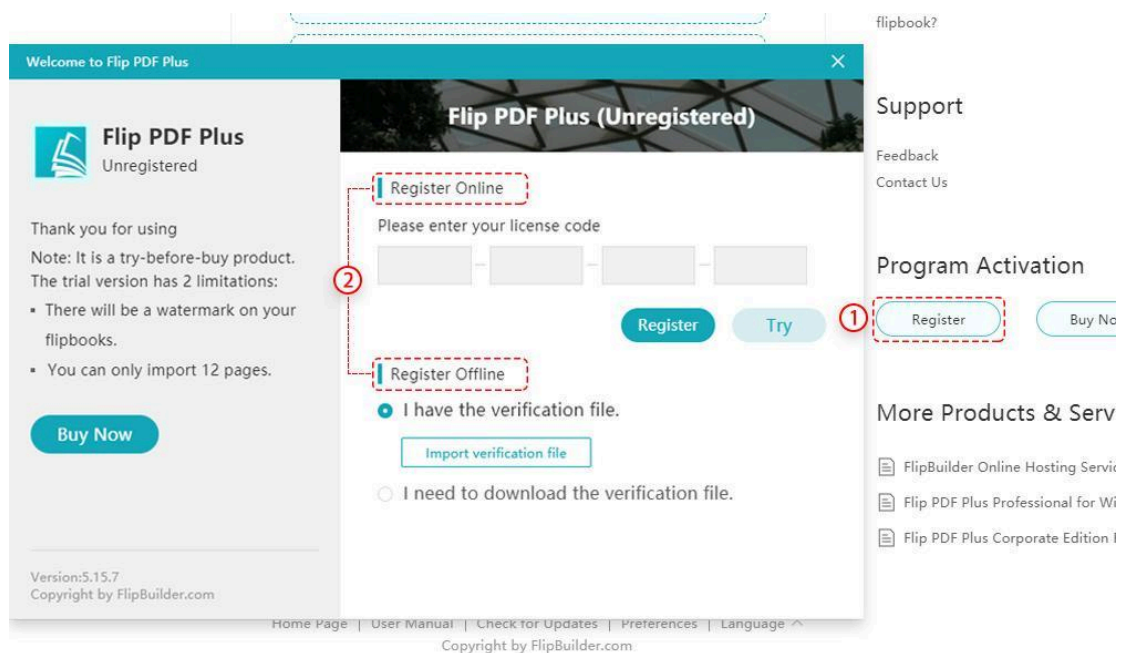 flipbook?
Welcome to Flip PDF Plus
Flip PDF Plus
Unregistered
Thank you for using
Note: It is a try-before-buy product.
The trial version has 2 limitations:
There will be a watermark on your
flipbooks.
You can only import 12 pages.
Buy Now
Version:5.15.7
Copyright by FlipBuilder.com
Flip PDF Plus (Unregistered)
Register Online
Please enter your license code
2
Register
Try
Register Offline
I have the verification file.
Import verification file
I need to download the verification file.
Support
Feedback
Contact Us
Program Activation
1
Register
Buy No
More Products & Serv
FlipBuilder Online Hosting Servic
Flip PDF Plus Professional for Wi
Flip PDF Plus Corporate Edition
Home Page | User Manual | Check for Updates | Preferences | Language
Copyright by FlipBuilder.com